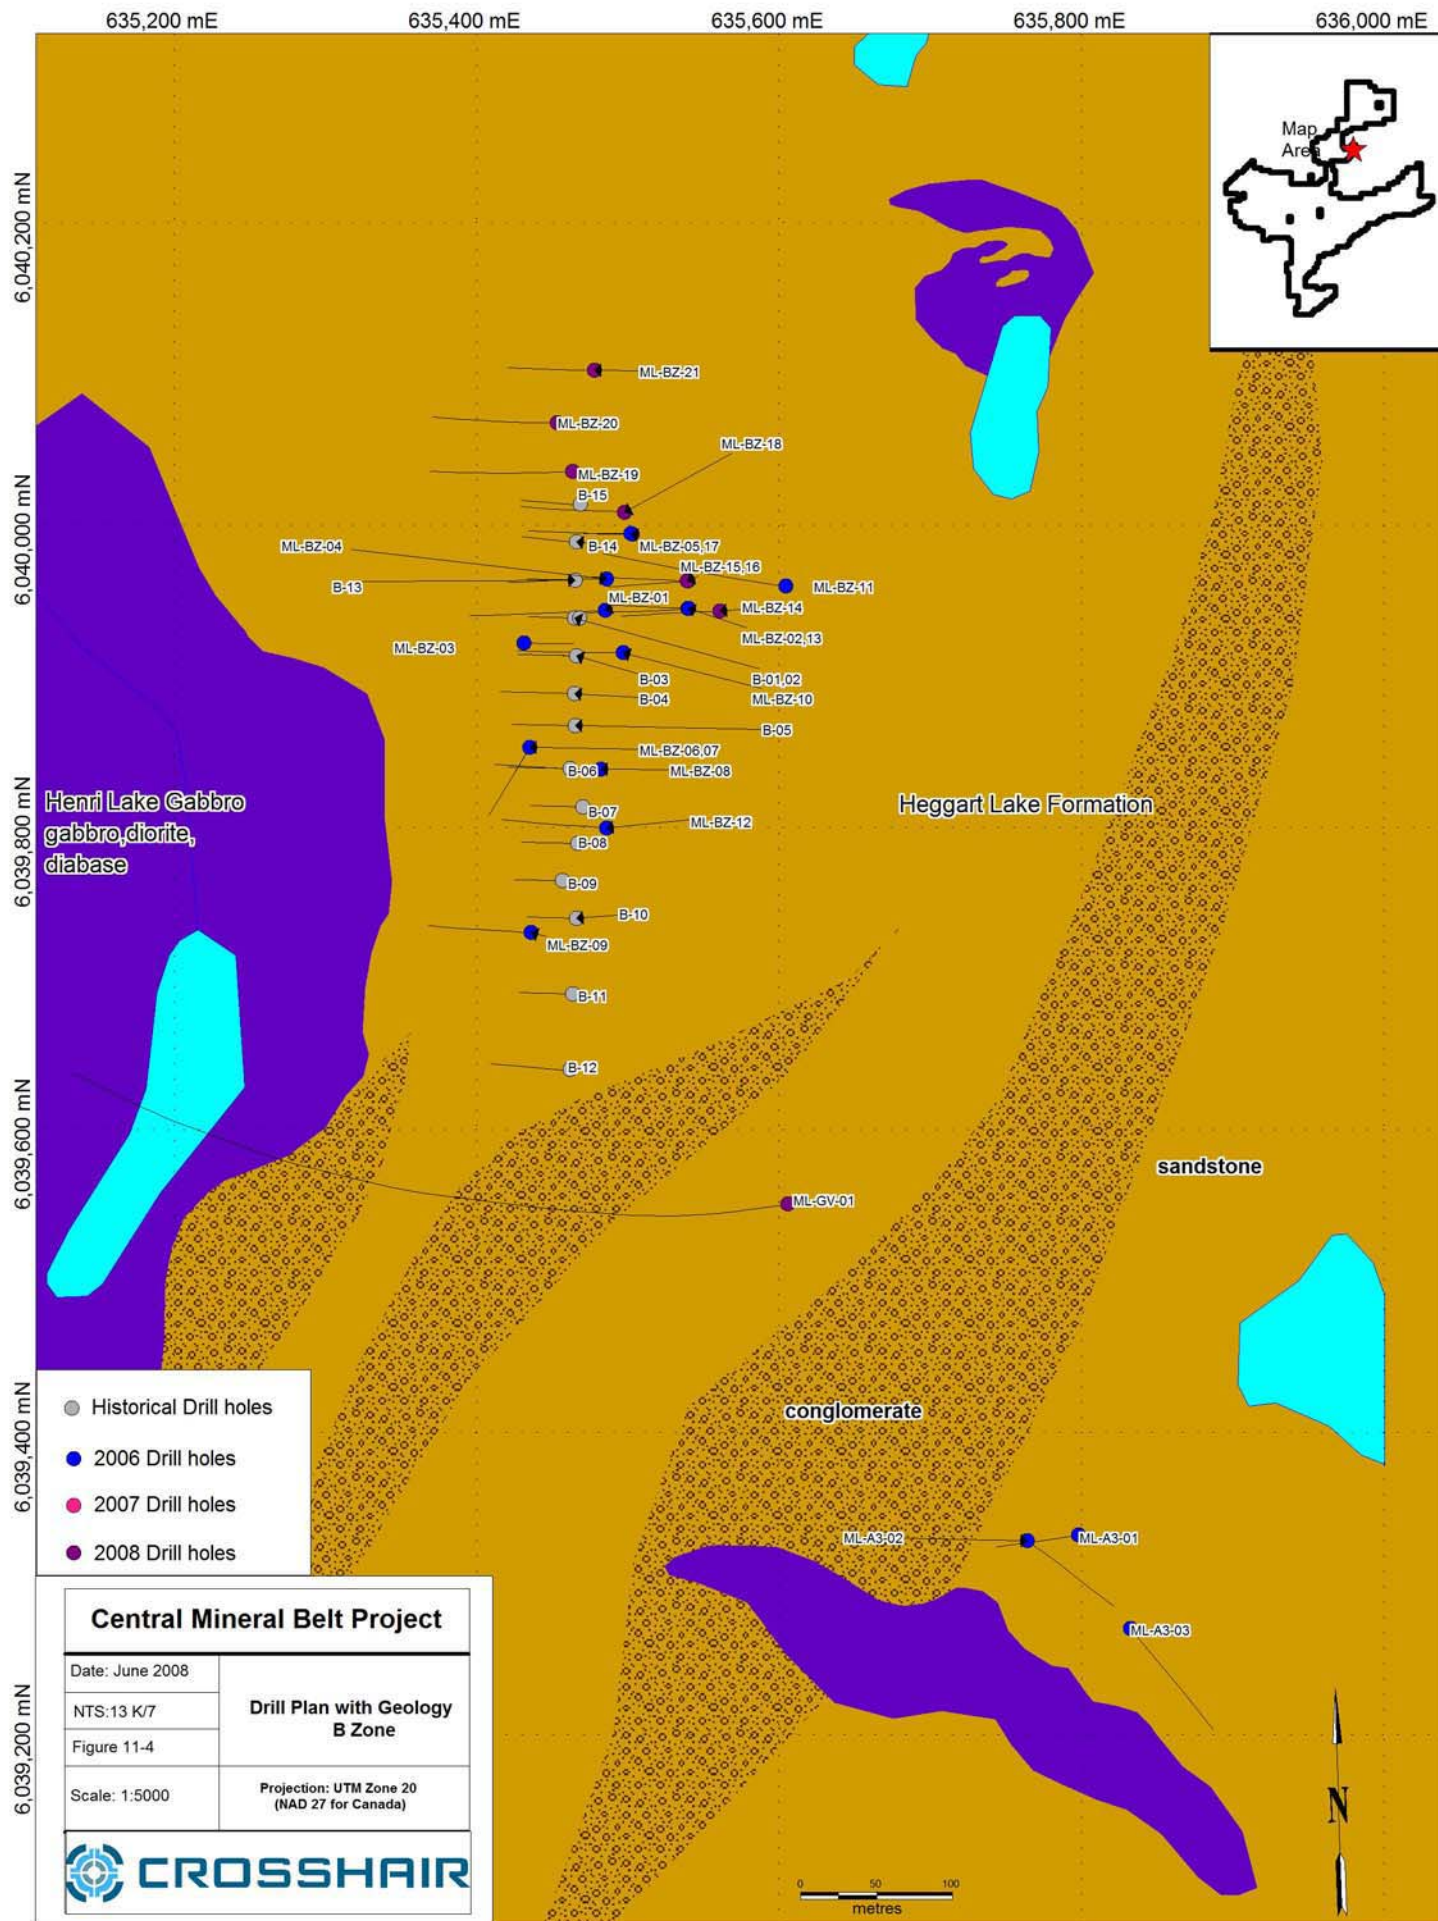 635,200 mE
635,400 mE
635,600 mE
635,800 mE
636,000 mE
6,040,200 mN
6,040,000 mN
6,039,800 mN
6,039,600 mN
6,039,400 mN
6,039,200 mN
Map
Area
ML-BZ-21
ML-BZ-20
ML-BZ-18
ML-BZ-19
B-15
ML-BZ-04
B-14
ML-BZ-05,17
ML-BZ-15,16
B-13
ML-BZ-11
ML-BZ-01
ML-BZ-14
ML-BZ-02,13
ML-BZ-03
B-03
B-01,02
B-04
ML-BZ-10
B-05
ML-BZ-06,07
B-06
ML-BZ-08
Henri Lake Gabbro
gabbro,diorite,
diabase
Heggart Lake Formation
B-07
ML-BZ-12
B-08
B-09
B-10
ML-BZ-09
B-11
B-12
sandstone
ML-GV-01
conglomerate
ML-A3-02
ML-A3-01
ML-A3-03
Historical Drill holes
2006 Drill holes
2007 Drill holes
2008 Drill holes
Central Mineral Belt Project
Date: June 2008
NTS:13 K/7
Figure 11-4
Scale: 1:5000
Drill Plan with Geology
B Zone
Projection: UTM Zone 20
(NAD 27 for Canada)
CROSSHAIR
0 50 100
metres
N